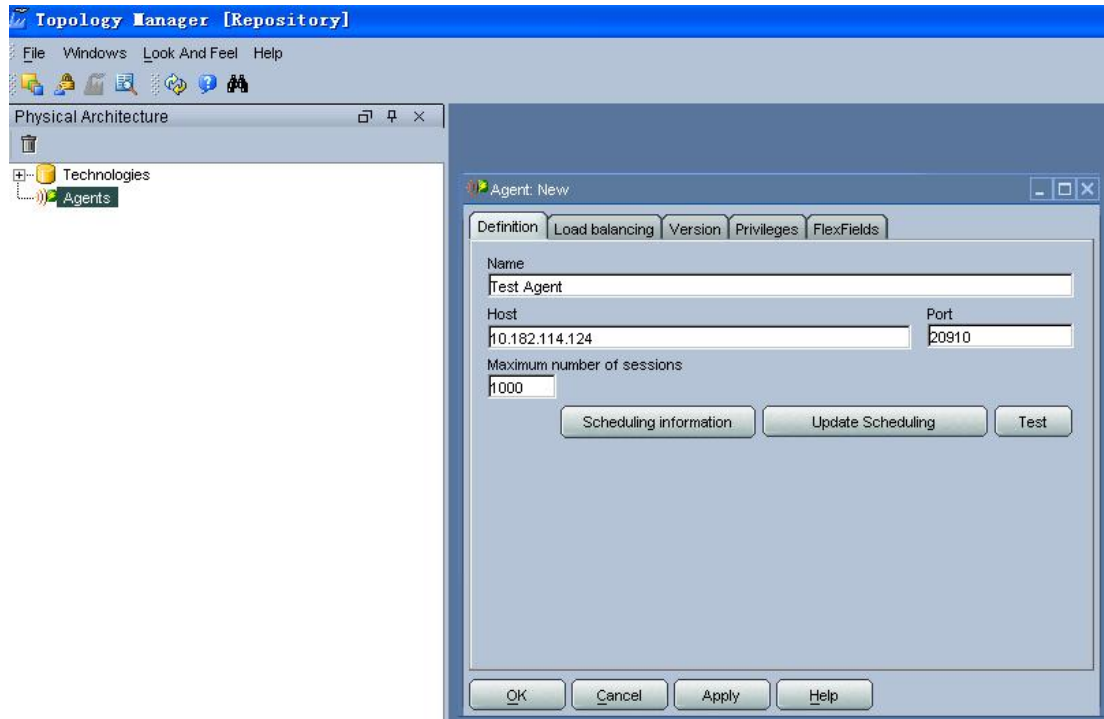 Topology Manager [Repository]
File Windows Look And Feel Help
Physical Architecture
Technologies
Agents
Agent: New
Definition Load balancing Version Privileges FlexFields
Name
Test Agent
Host Port
10.182.114.124 20910
Maximum number of sessions
1000
Scheduling information Update Scheduling Test
OK Cancel Apply Help